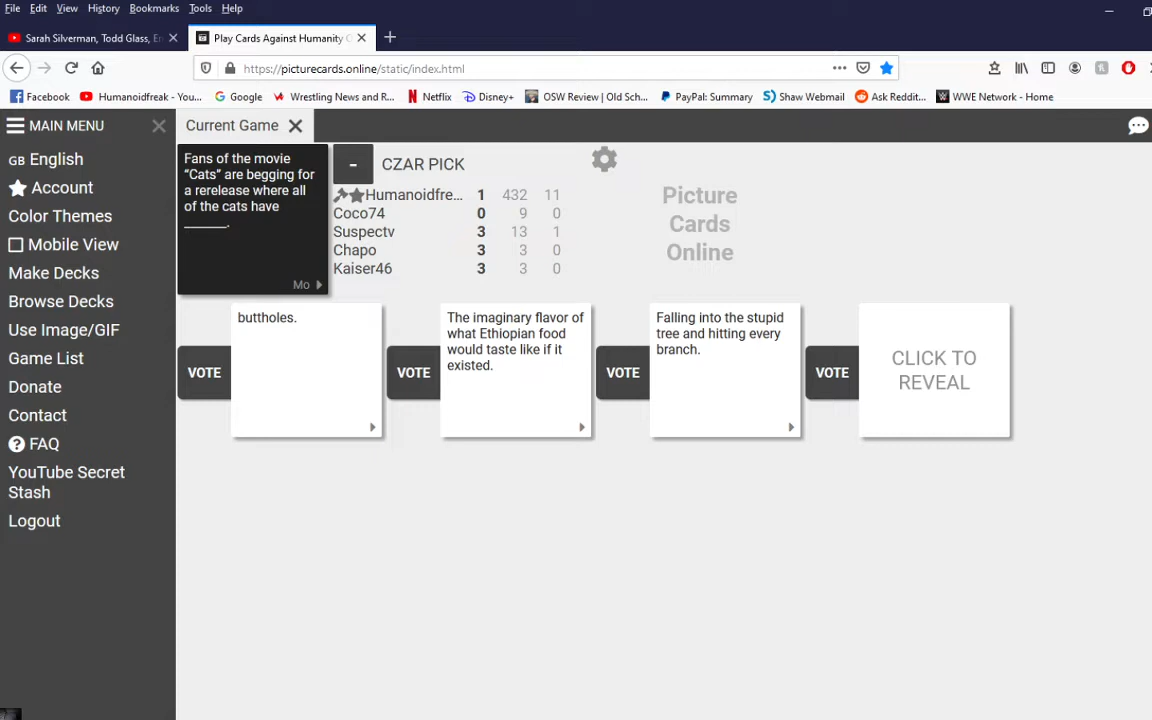 File Edit View History Bookmarks Tools Help
Sarah Silverman, Todd Glass, E
Play Cards Against Humanity O
https://picturecards.online/static/index.html
Facebook Humanoidfreak - You... Google Wrestling News and R... Netflix Disney+ OSW Review | Old Sch... PayPal: Summary Shaw Webmail Ask Reddit... WWE Network - Home
MAIN MENU
Current Game
GB English
Account
Color Themes
Mobile View
Make Decks
Browse Decks
Use Image/GIF
Game List
Donate
Contact
FAQ
YouTube Secret
Stash
Logout
Fans of the movie
“Cats” are begging for
a rerelease where all
of the cats have
______.
Mo
-
CZAR PICK
Humanoidfre... 1 432 11
Coco74 0 9 0
Suspectv 3 13 1
Chapo 3 3 0
Kaiser46 3 3 0
Picture
Cards
Online
VOTE
buttholes.
VOTE
The imaginary flavor of
what Ethiopian food
would taste like if it
existed.
VOTE
Falling into the stupid
tree and hitting every
branch.
VOTE
CLICK TO
REVEAL